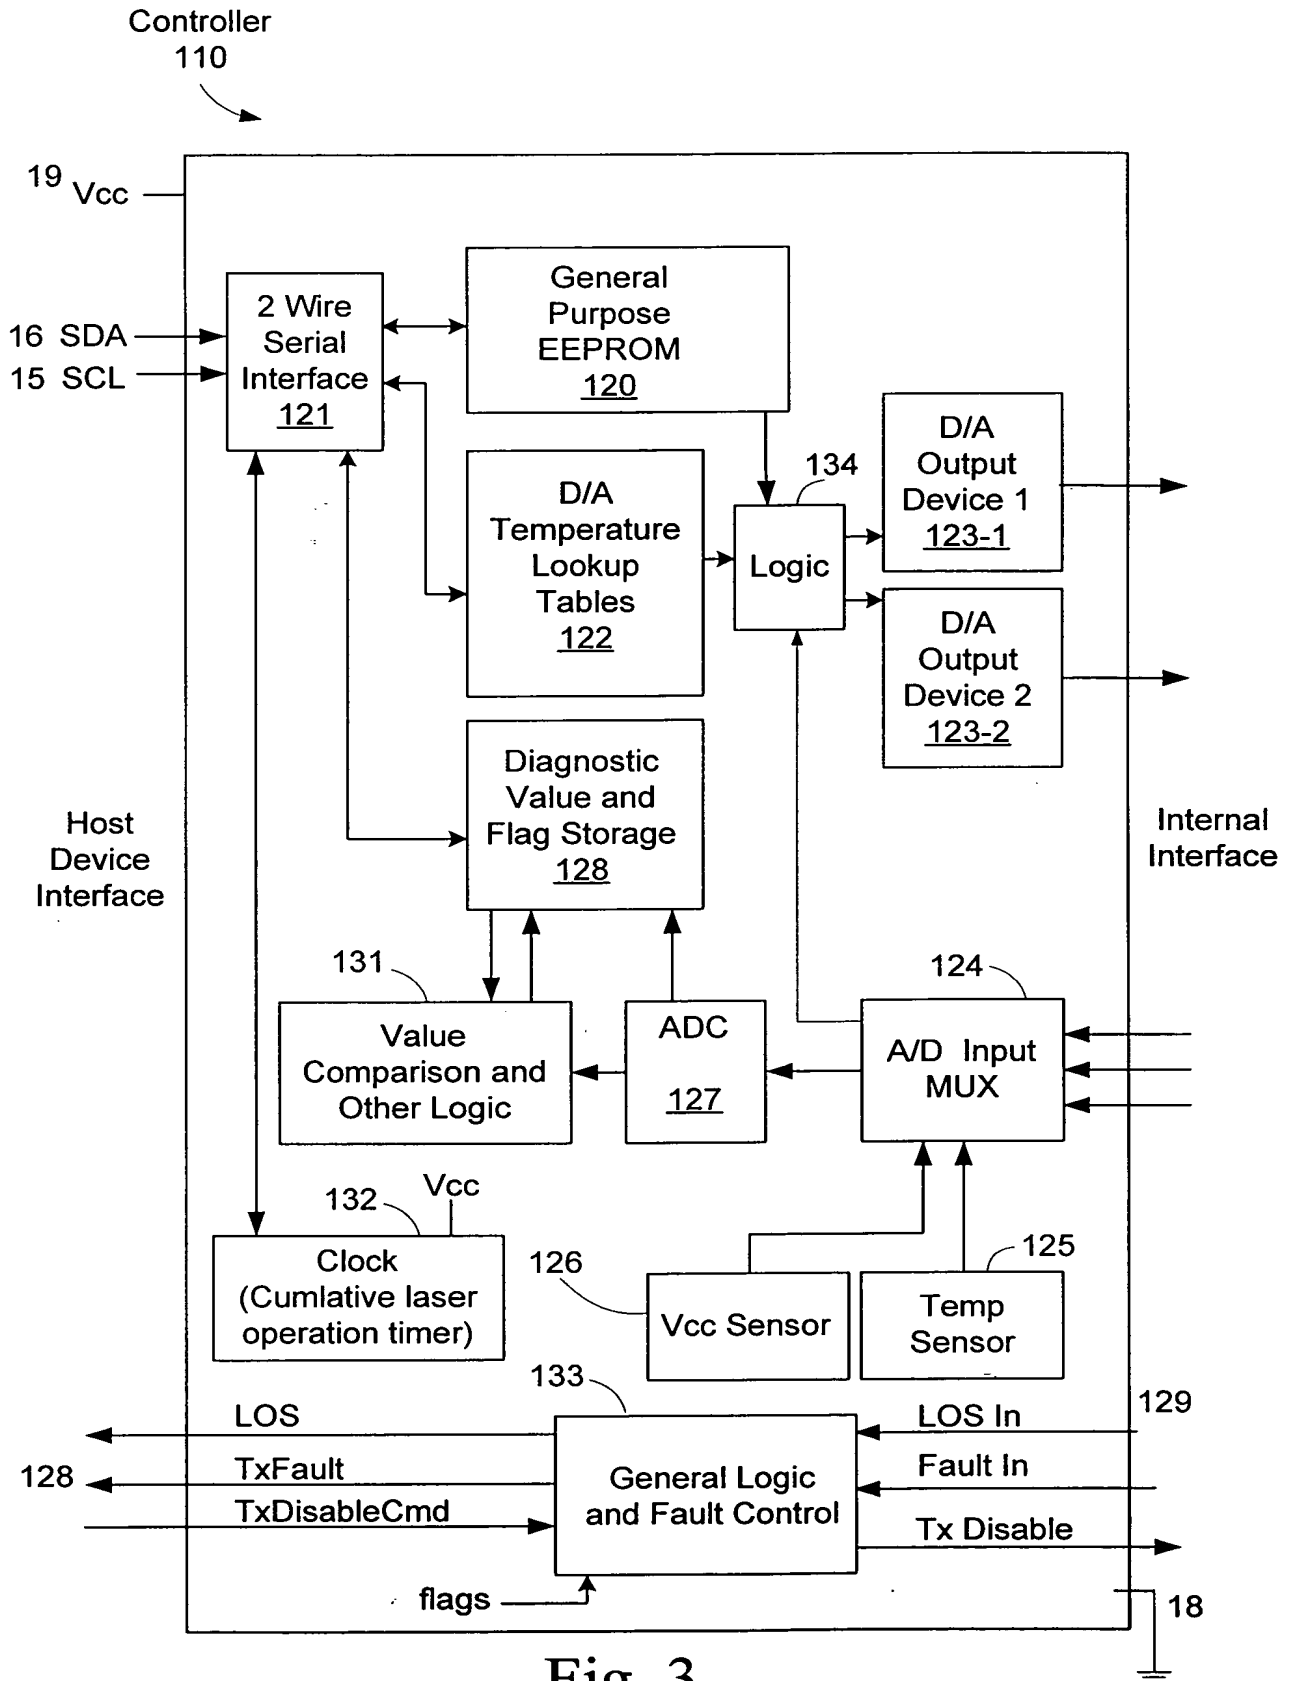 Controller
110
19 Vcc
16 SDA
15 SCL
2 Wire
Serial
Interface
121
General
Purpose
EEPROM
120
D/A
Temperature
Lookup
Tables
122
134
Logic
D/A
Output
Device 1
123-1
D/A
Output
Device 2
123-2
Diagnostic
Value and
Flag Storage
128
Host
Device
Interface
Internal
Interface
131
Value
Comparison and
Other Logic
ADC
127
124
A/D Input
MUX
132
Vcc
Clock
(Cumlative laser
operation timer)
126
Vcc Sensor
125
Temp
Sensor
133
General Logic
and Fault Control
LOS
TxFault
128
TxDisableCmd
flags
LOS In
129
Fault In
Tx Disable
18
Fig. 3